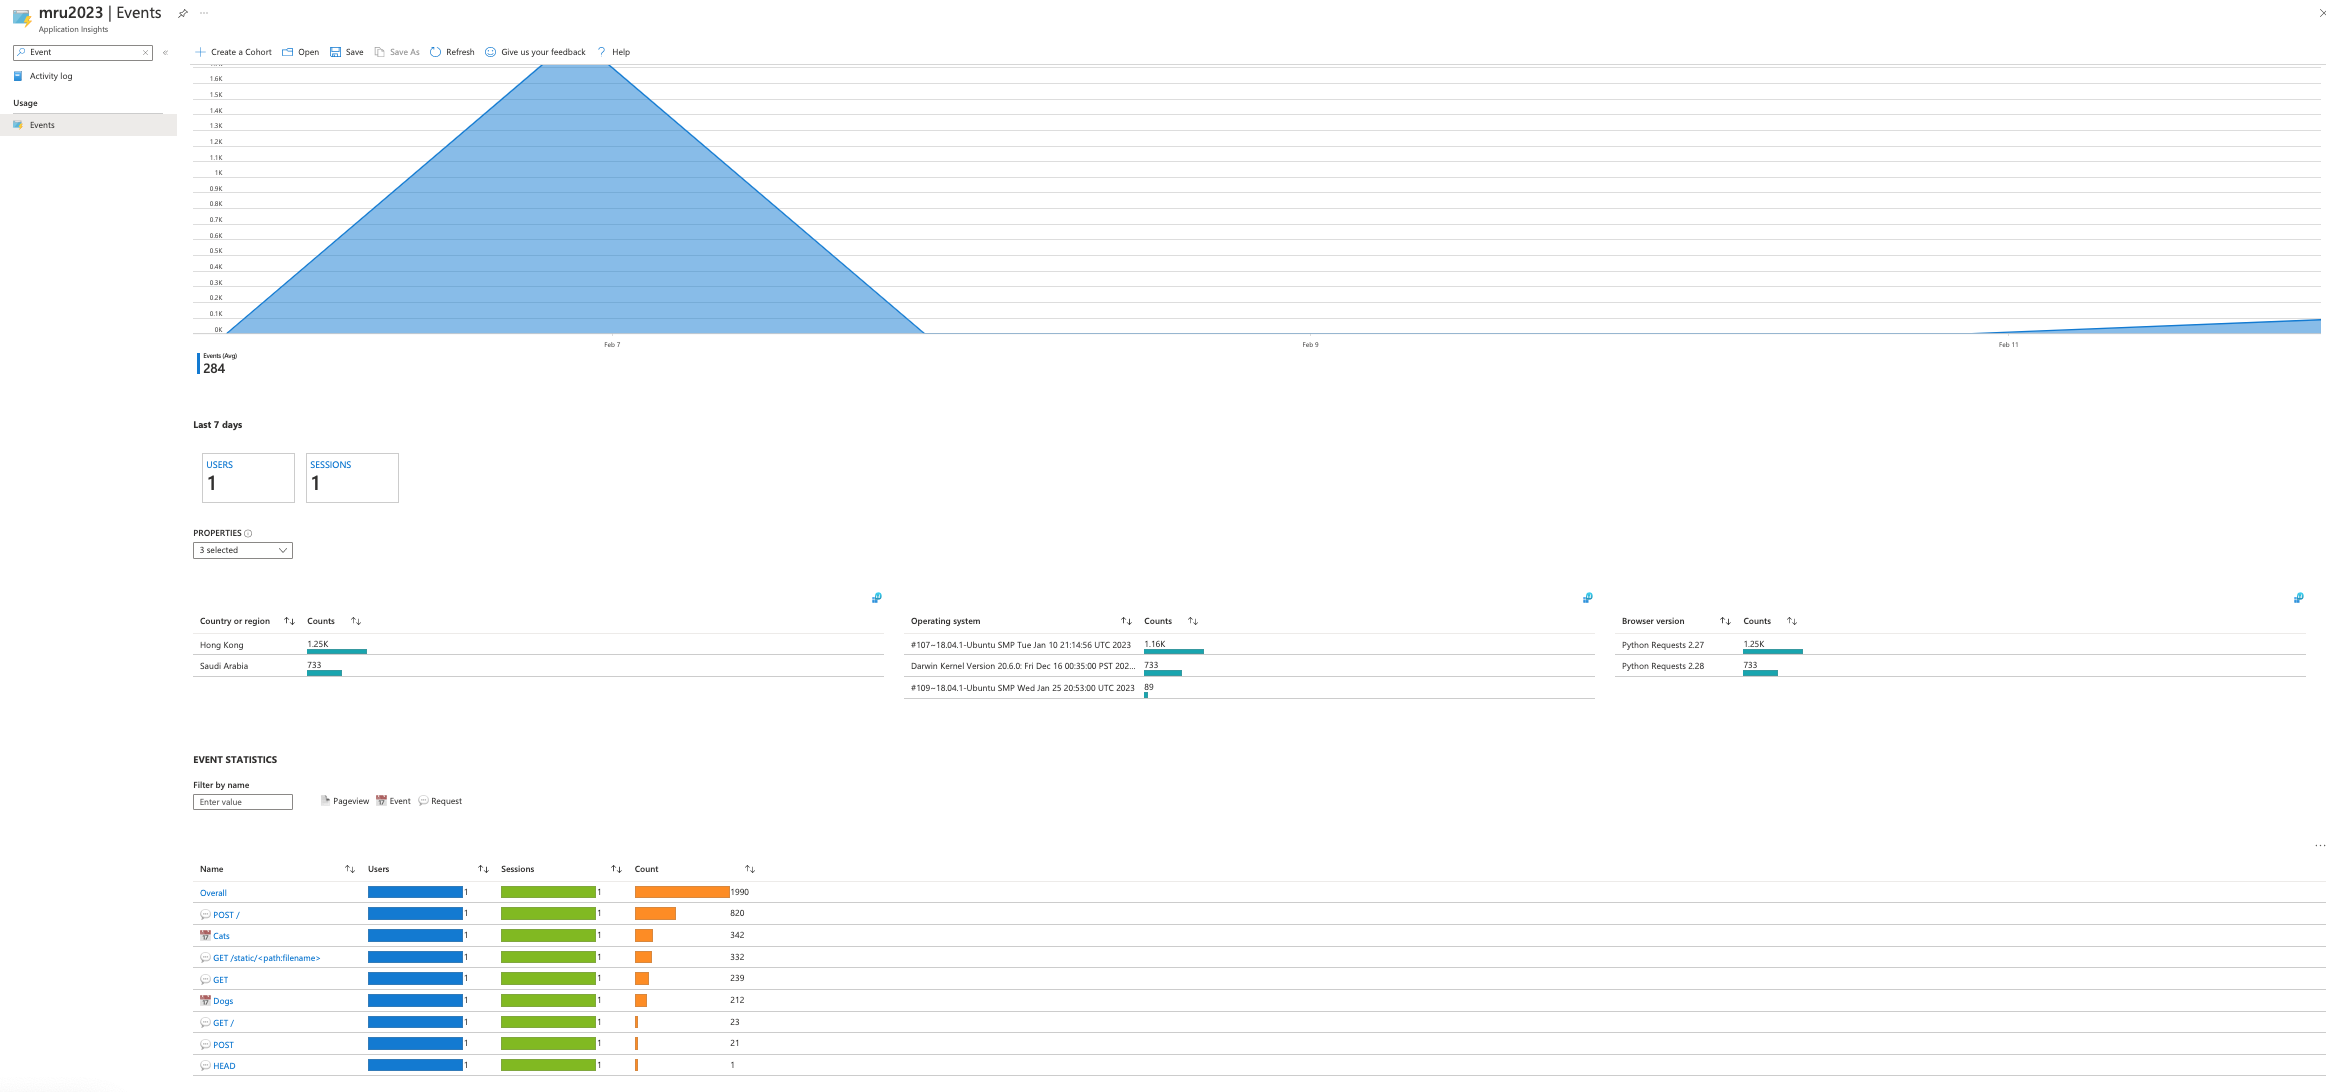 mru2023 | Events
Application Insights
Event
Activity log
Usage
Events
Create a Cohort Open Save Save As Refresh Give us your feedback ? Help
1.6K
1.5K
1.4K
1.3K
1.2K
1.1K
1K
0.9K
0.8K
0.7K
0.6K
0.5K
0.4K
0.3K
0.2K
0.1K
0K
Feb 7 Feb 9 Feb 11
Events (Avg)
284
Last 7 days
USERS
1
SESSIONS
1
PROPERTIES
3 selected
Country or region Counts
Hong Kong 1.25K
Saudi Arabia 733
Operating system Counts
#107~18.04.1-Ubuntu SMP Tue Jan 10 21:14:56 UTC 2023 1.16K
Darwin Kernel Version 20.6.0: Fri Dec 16 00:35:00 PST 202... 733
#109~18.04.1-Ubuntu SMP Wed Jan 25 20:53:00 UTC 2023 89
Browser version Counts
Python Requests 2.27 1.25K
Python Requests 2.28 733
EVENT STATISTICS
Filter by name
Enter value
Pageview Event Request
Name Users Sessions Count
Overall 1 1 1990
POST / 1 1 820
Cats 1 1 342
GET /static/<path:filename> 1 1 332
GET 1 1 239
Dogs 1 1 212
GET / 1 1 23
POST 1 1 21
HEAD 1 1 1